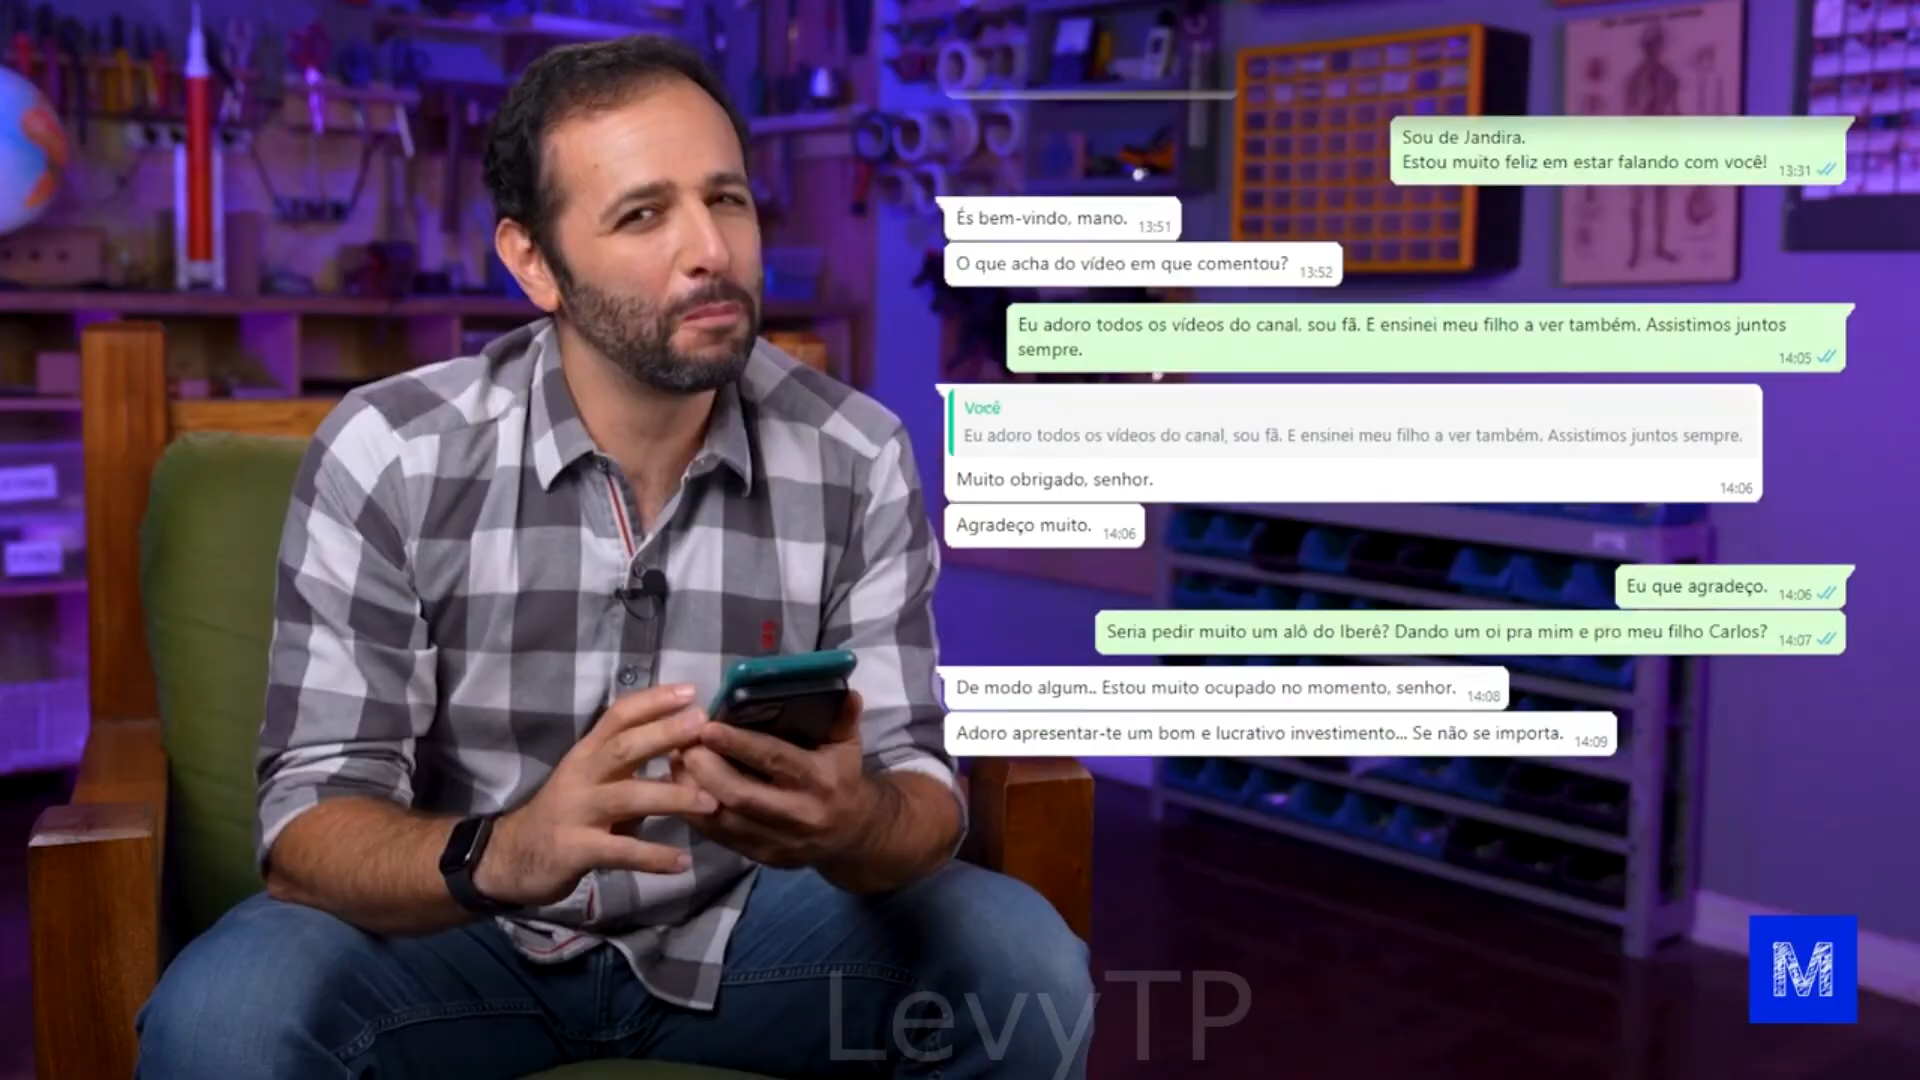 Sou de Jandira.
Estou muito feliz em estar falando com você!
13:31
És bem-vindo, mano.
13:51
O que acha do vídeo em que comentou?
13:52
Eu adoro todos os vídeos do canal, sou fã. E ensinei meu filho a ver também. Assistimos juntos
sempre.
14:05
Você
Eu adoro todos os vídeos do canal, sou fã. E ensinei meu filho a ver também. Assistimos juntos sempre.
Muito obrigado, senhor.
14:06
Agradeço muito.
14:06
Eu que agradeço.
14:06
Seria pedir muito um alô do Iberê? Dando um oi pra mim e pro meu filho Carlos?
14:07
De modo algum.. Estou muito ocupado no momento, senhor.
14:08
Adoro apresentar-te um bom e lucrativo investimento... Se não se importa.
14:09
M
LevyTP